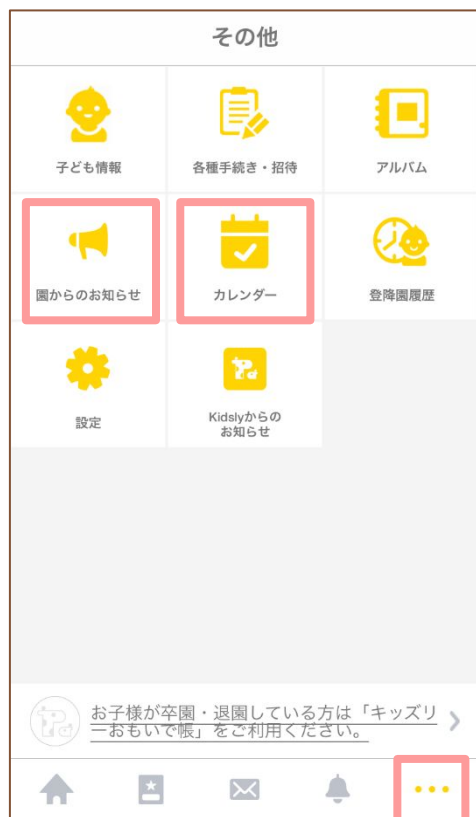 その他
子ども情報
各種手続き・招待
アルバム
園からのお知らせ
カレンダー
登降園履歴
設定
Kidslyからの
お知らせ
お子様が卒園・退園している方は「キッズリ
ーおもいで帳」をご利用ください。